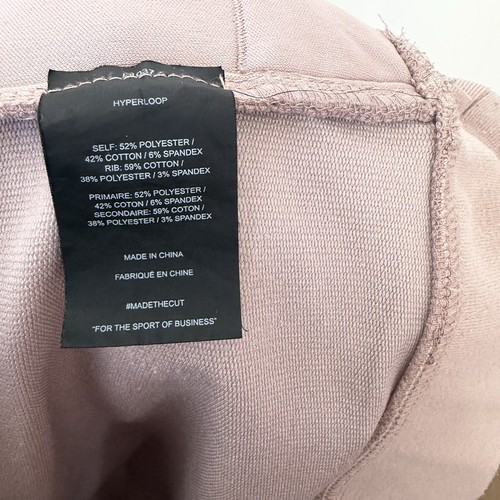 HYPERLOOP
SELF: 52% POLYESTER /
42% COTTON / 6% SPANDEX
RIB: 59% COTTON /
38% POLYESTER / 3% SPANDEX
PRIMAIRE: 52% POLYESTER /
42% COTON / 6% SPANDEX
SECONDAIRE: 59% COTON /
38% POLYESTER / 3% SPANDEX
MADE IN CHINA
FABRIQUÉ EN CHINE
#MADETHECUT
“FOR THE SPORT OF BUSINESS”